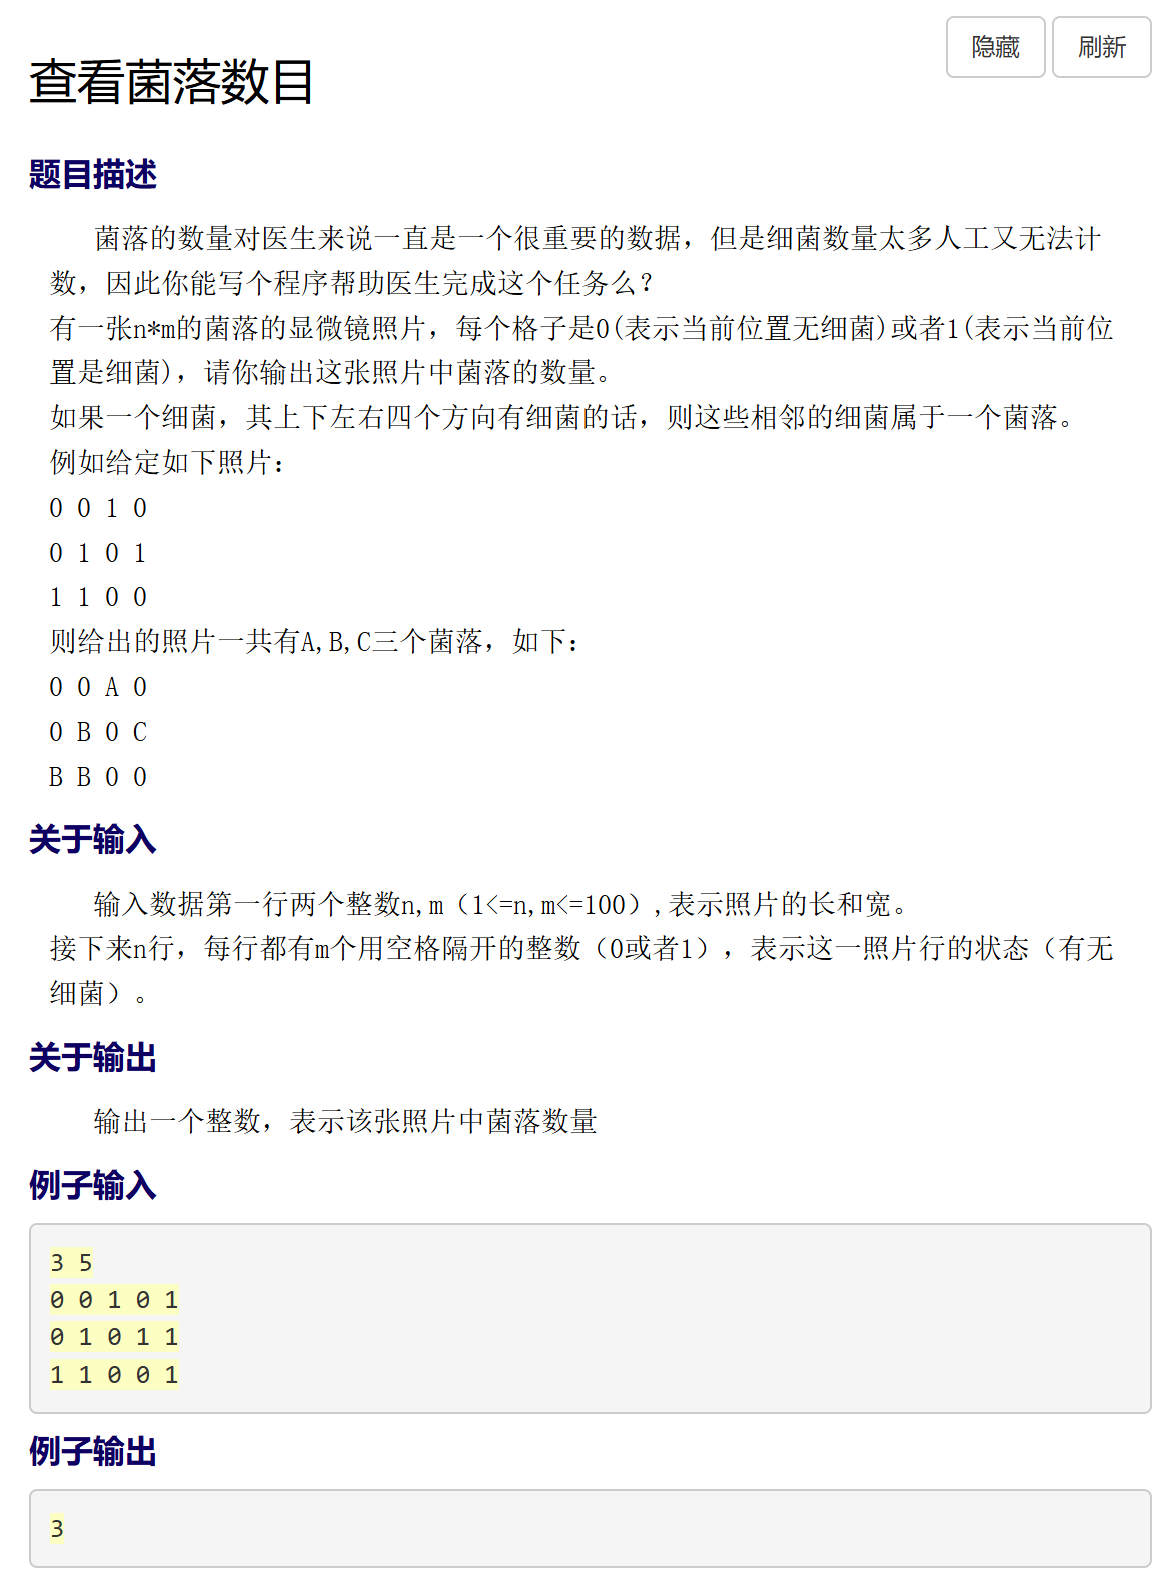 隐藏 刷新
查看菌落数目
题目描述
菌落的数量对医生来说一直是一个很重要的数据，但是细菌数量太多人工又无法计
数，因此你能写个程序帮助医生完成这个任务么？
有一张n*m的菌落的显微镜照片，每个格子是0(表示当前位置无细菌)或者1(表示当前位
置是细菌)，请你输出这张照片中菌落的数量。
如果一个细菌，其上下左右四个方向有细菌的话，则这些相邻的细菌属于一个菌落。
例如给定如下照片：
0 0 1 0
0 1 0 1
1 1 0 0
则给出的照片一共有A,B,C三个菌落，如下：
0 0 A 0
0 B 0 C
B B 0 0
关于输入
输入数据第一行两个整数n,m（1<=n,m<=100）,表示照片的长和宽。
接下来n行，每行都有m个用空格隔开的整数（0或者1），表示这一照片行的状态（有无
细菌）。
关于输出
输出一个整数，表示该张照片中菌落数量
例子输入
3 5
0 0 1 0 1
0 1 0 1 1
1 1 0 0 1
例子输出
3